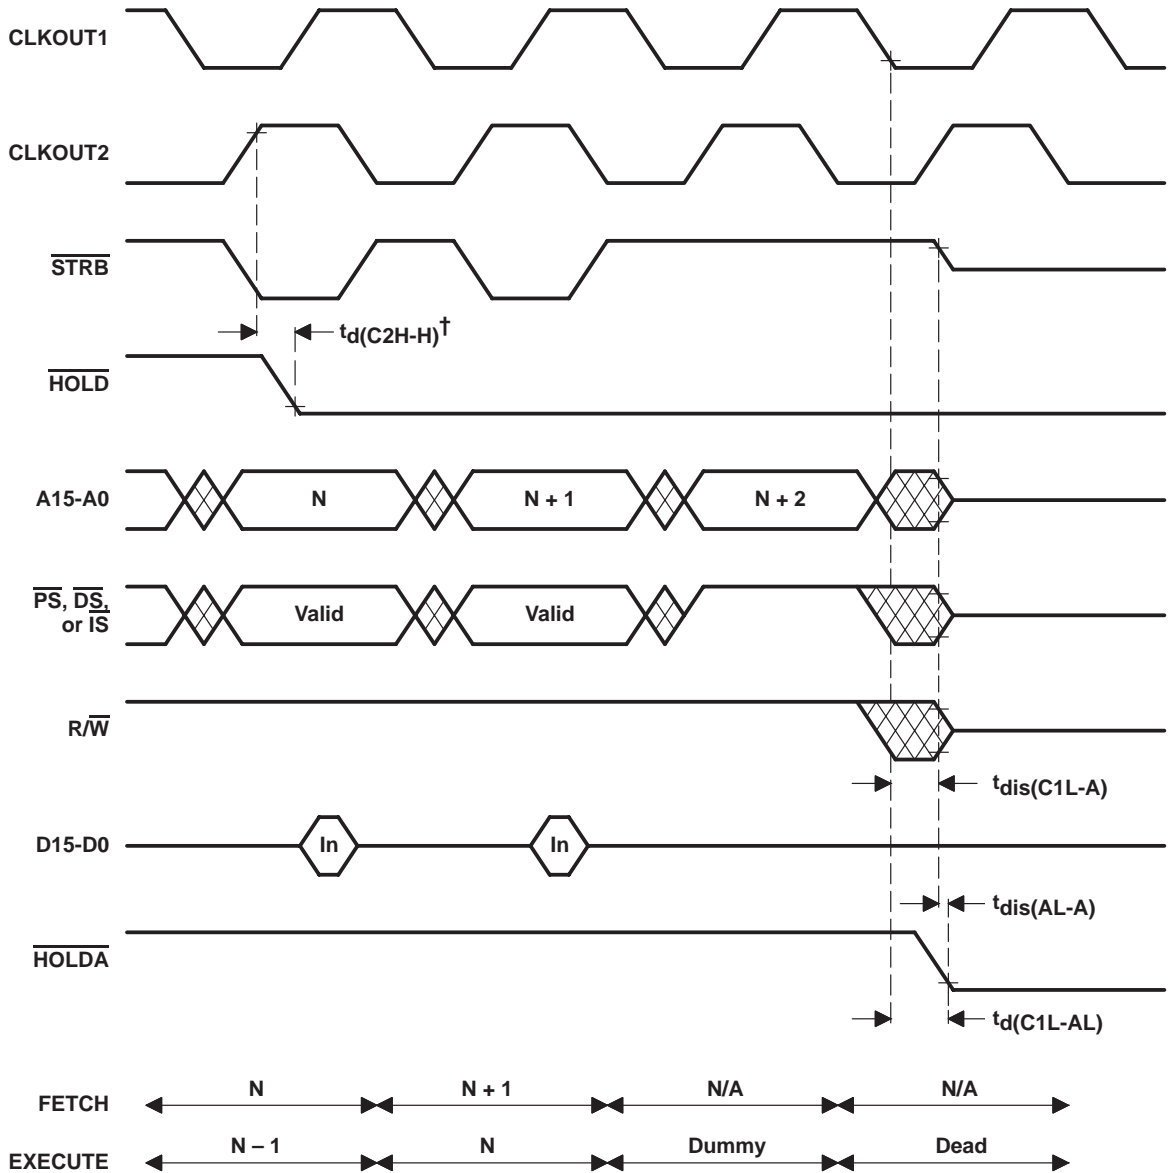 CLKOUT1
CLKOUT2
STRB
td(C2H-H)†
HOLD
A15-A0 N N + 1 N + 2
PS, DS,
or IS
Valid Valid
R/W
tdis(C1L-A)
D15-D0 In In
tdis(AL-A)
HOLDA
td(C1L-AL)
FETCH N N + 1 N/A N/A
EXECUTE N – 1 N Dummy Dead